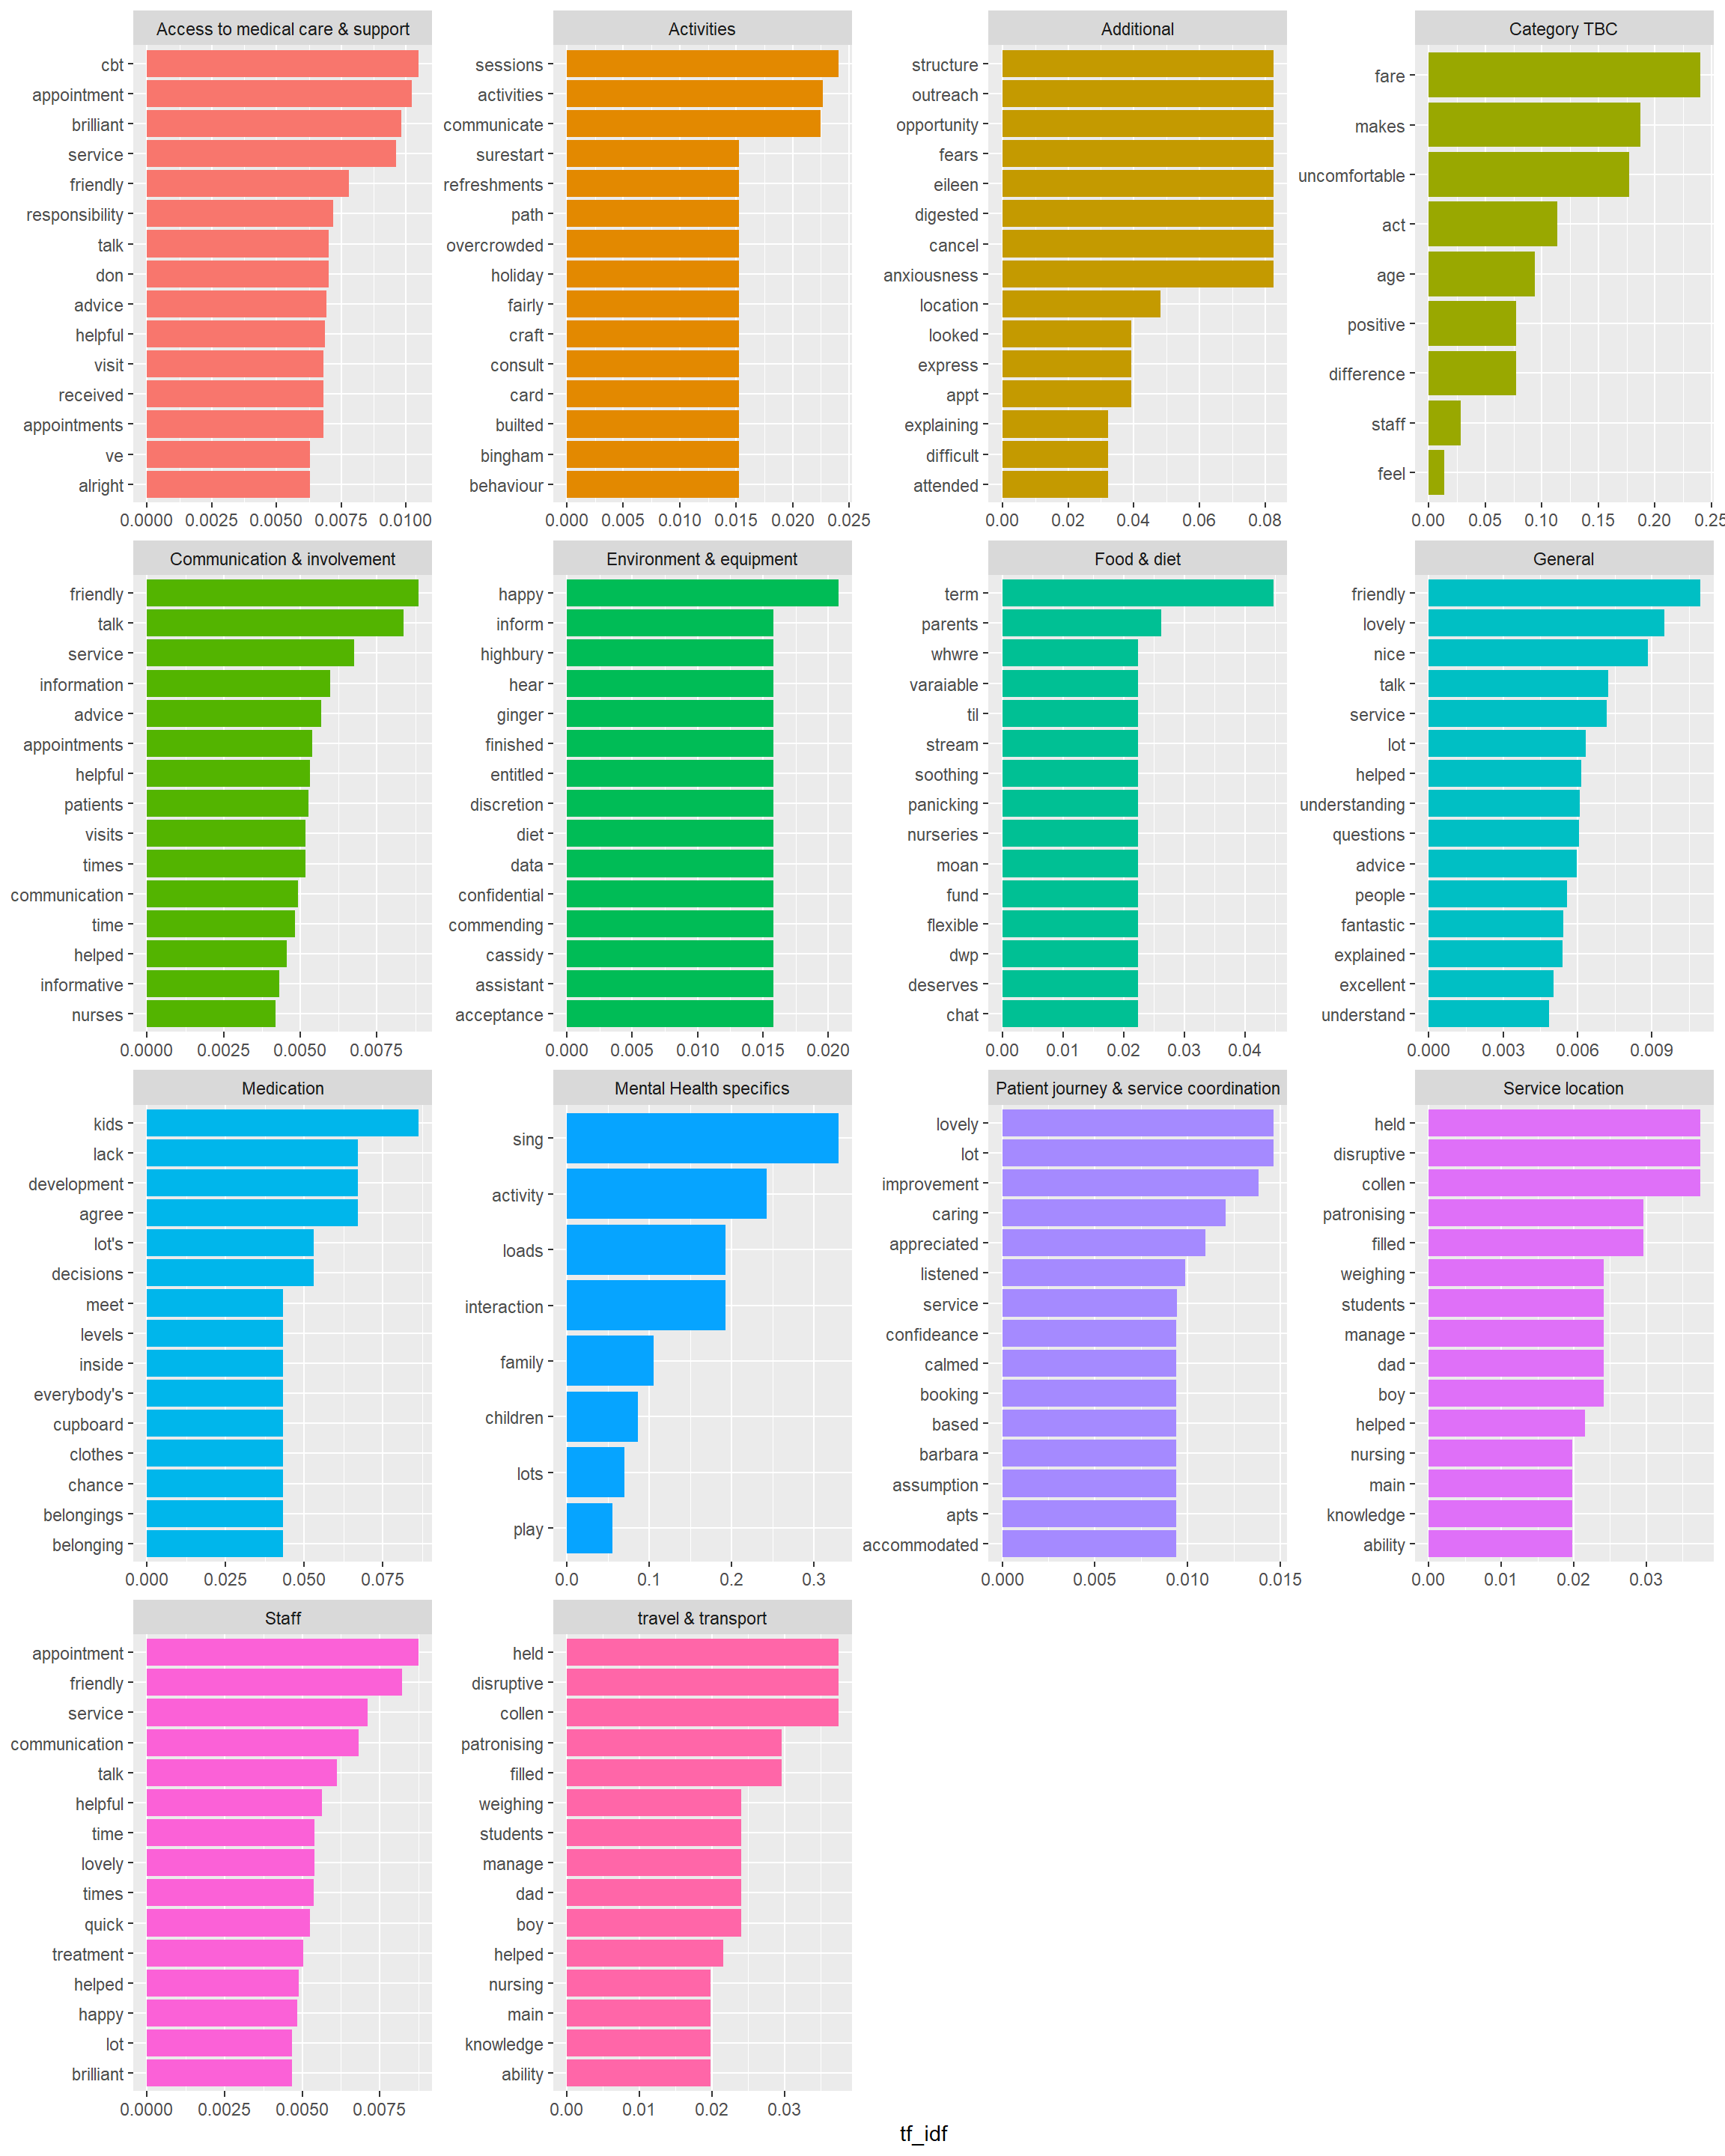 Access to medical care & support
cbt
appointment
brilliant
service
friendly
responsibility
talk
don
advice
helpful
visit
received
appointments
ve
alright
0.0000 0.0025 0.0050 0.0075 0.0100
Activities
sessions
activities
communicate
surestart
refreshments
path
overcrowded
holiday
fairly
craft
consult
card
builted
bingham
behaviour
0.000 0.005 0.010 0.015 0.020 0.025
Additional
structure
outreach
opportunity
fears
eileen
digested
cancel
anxiousness
location
looked
express
appt
explaining
difficult
attended
0.00 0.02 0.04 0.06 0.08
Category TBC
fare
makes
uncomfortable
act
age
positive
difference
staff
feel
0.00 0.05 0.10 0.15 0.20 0.25
Communication & involvement
friendly
talk
service
information
advice
appointments
helpful
patients
visits
times
communication
time
helped
informative
nurses
0.0000 0.0025 0.0050 0.0075
Environment & equipment
happy
inform
highbury
hear
ginger
finished
entitled
discretion
diet
data
confidential
commending
cassidy
assistant
acceptance
0.000 0.005 0.010 0.015 0.020
Food & diet
term
parents
whwre
varaiable
til
stream
soothing
panicking
nurseries
moan
fund
flexible
dwp
deserves
chat
0.00 0.01 0.02 0.03 0.04
General
friendly
lovely
nice
talk
service
lot
helped
understanding
questions
advice
people
fantastic
explained
excellent
understand
0.000 0.003 0.006 0.009
Medication
kids
lack
development
agree
lot's
decisions
meet
levels
inside
everybody's
cupboard
clothes
chance
belongings
belonging
0.000 0.025 0.050 0.075
Mental Health specifics
sing
activity
loads
interaction
family
children
lots
play
0.0 0.1 0.2 0.3
Patient journey & service coordination
lovely
lot
improvement
caring
appreciated
listened
service
confideance
calmed
booking
based
barbara
assumption
apts
accommodated
0.000 0.005 0.010 0.015
Service location
held
disruptive
collen
patronising
filled
weighing
students
manage
dad
boy
helped
nursing
main
knowledge
ability
0.00 0.01 0.02 0.03
Staff
appointment
friendly
service
communication
talk
helpful
time
lovely
times
quick
treatment
helped
happy
lot
brilliant
0.0000 0.0025 0.0050 0.0075
travel & transport
held
disruptive
collen
patronising
filled
weighing
students
manage
dad
boy
helped
nursing
main
knowledge
ability
0.00 0.01 0.02 0.03
tf_idf